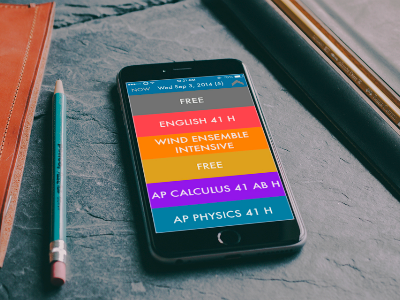 NOW Wed Sep 3, 2014 (5)
FREE
ENGLISH 41 H
WIND ENSEMBLE
INTENSIVE
FREE
AP CALCULUS 41 AB H
AP PHYSICS 41 H